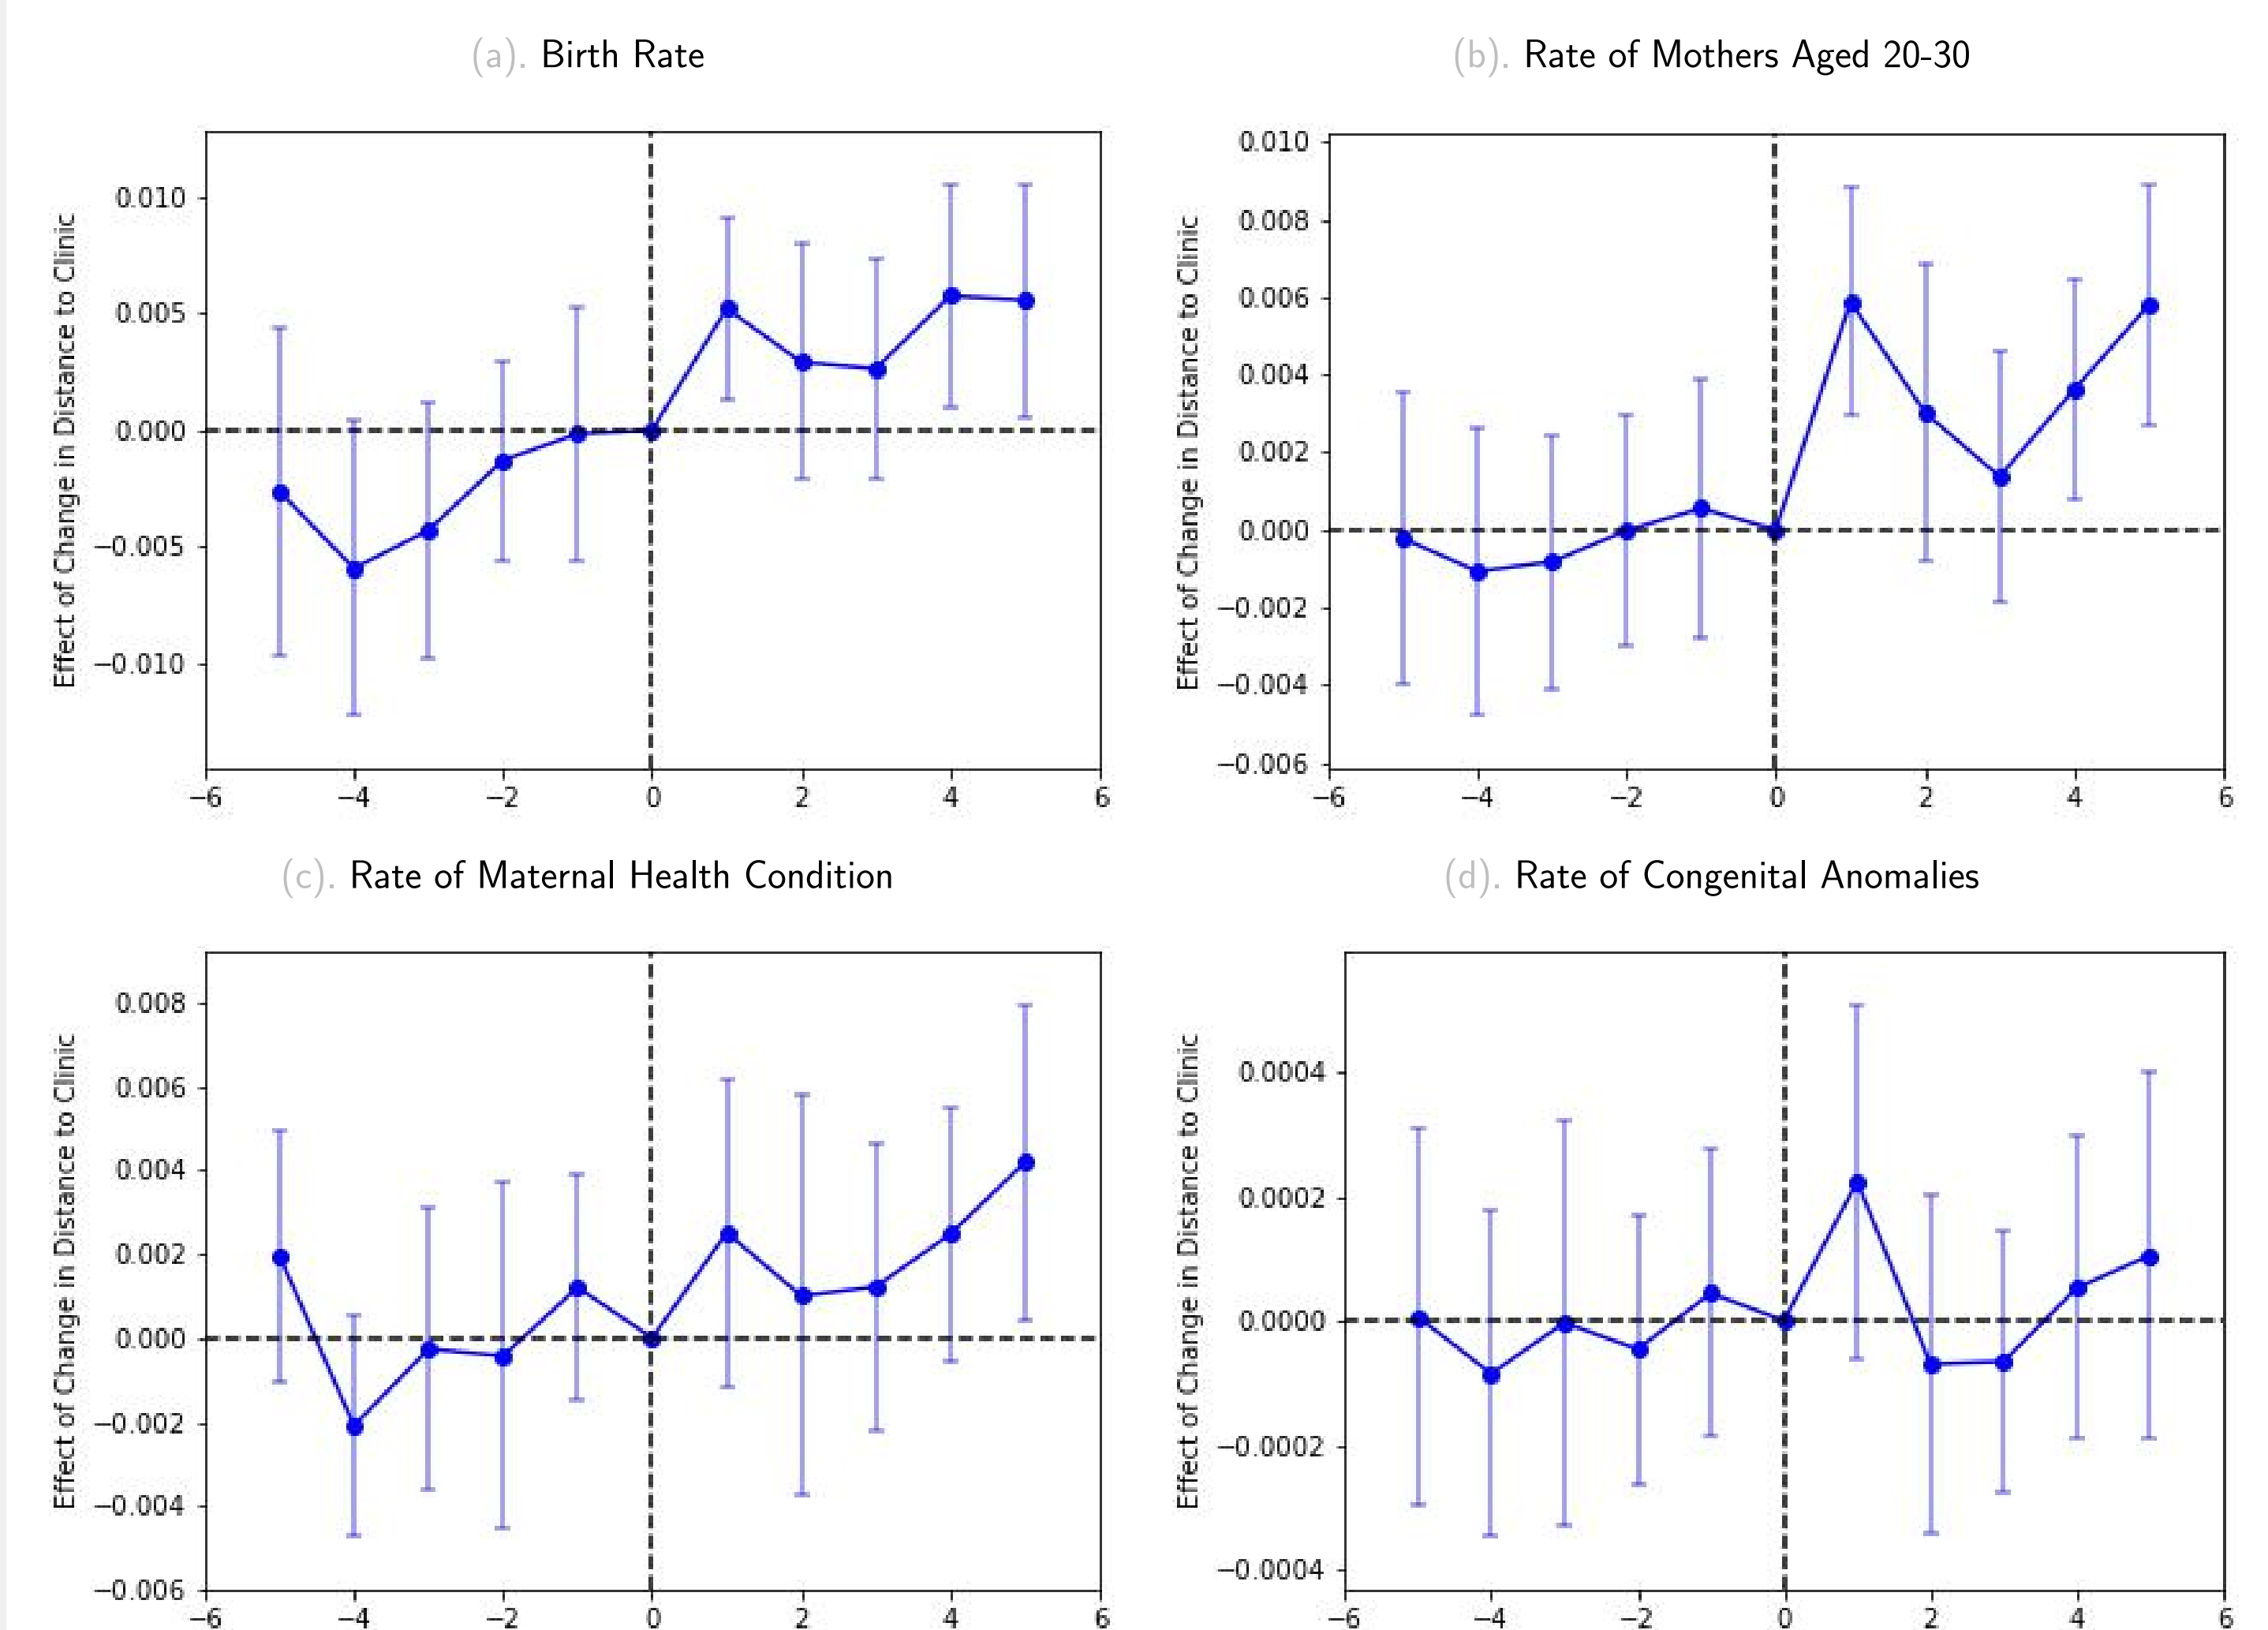 (a). Birth Rate
Effect of Change in Distance to Clinic
0.010
0.005
0.000
−0.005
−0.010
−6 −4 −2 0 2 4 6
(b). Rate of Mothers Aged 20-30
Effect of Change in Distance to Clinic
0.010
0.008
0.006
0.004
0.002
0.000
−0.002
−0.004
−0.006
−6 −4 −2 0 2 4 6
(c). Rate of Maternal Health Condition
Effect of Change in Distance to Clinic
0.008
0.006
0.004
0.002
0.000
−0.002
−0.004
−0.006
−6 −4 −2 0 2 4 6
(d). Rate of Congenital Anomalies
Effect of Change in Distance to Clinic
0.0004
0.0002
0.0000
−0.0002
−0.0004
−6 −4 −2 0 2 4 6